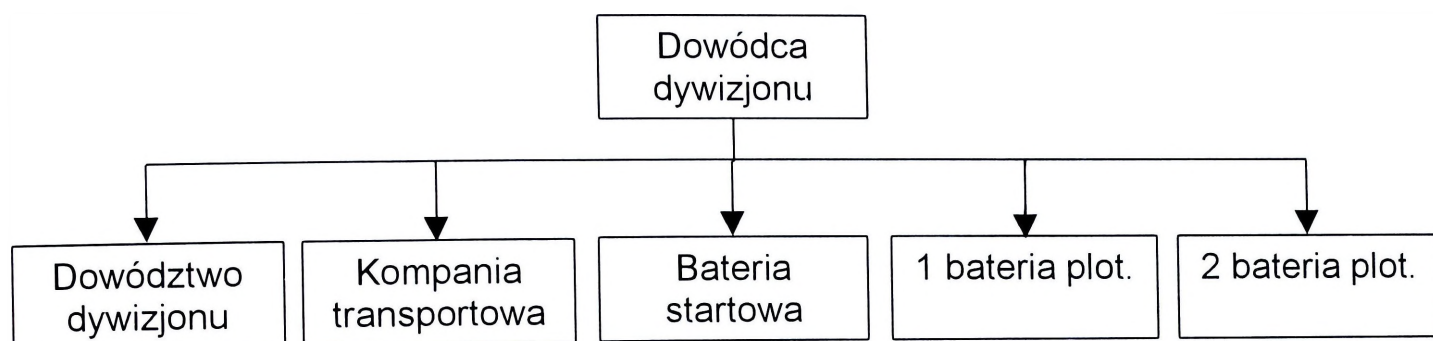 Dowódca
dywizjonu
Dowództwo
dywizjonu
Kompania
transportowa
Bateria
startowa
1 bateria plot.
2 bateria plot.